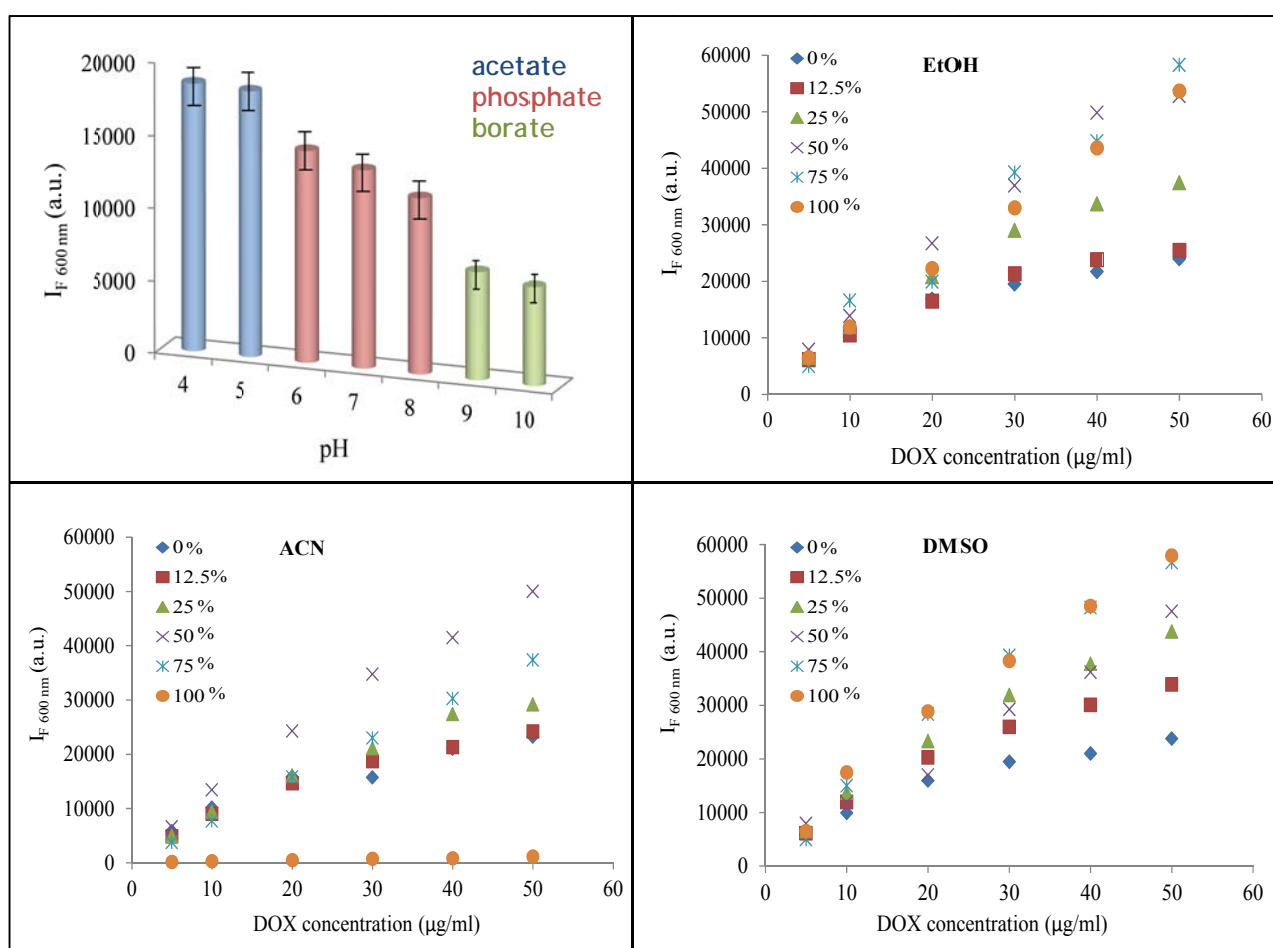 20000
15000
10000
5000
0
I_F 600 nm (a.u.)
acetate
phosphate
borate
4 5 6 7 8 9 10
pH
EtOH
60000
50000
40000
30000
20000
10000
0
I_F 600 nm (a.u.)
0%
12.5%
25%
50%
75%
100%
0 10 20 30 40 50 60
DOX concentration (µg/ml)
ACN
60000
50000
40000
30000
20000
10000
0
I_F 600 nm (a.u.)
0%
12.5%
25%
50%
75%
100%
0 10 20 30 40 50 60
DOX concentration (µg/ml)
DMSO
60000
50000
40000
30000
20000
10000
0
I_F 600 nm (a.u.)
0%
12.5%
25%
50%
75%
100%
0 10 20 30 40 50 60
DOX concentration (µg/ml)